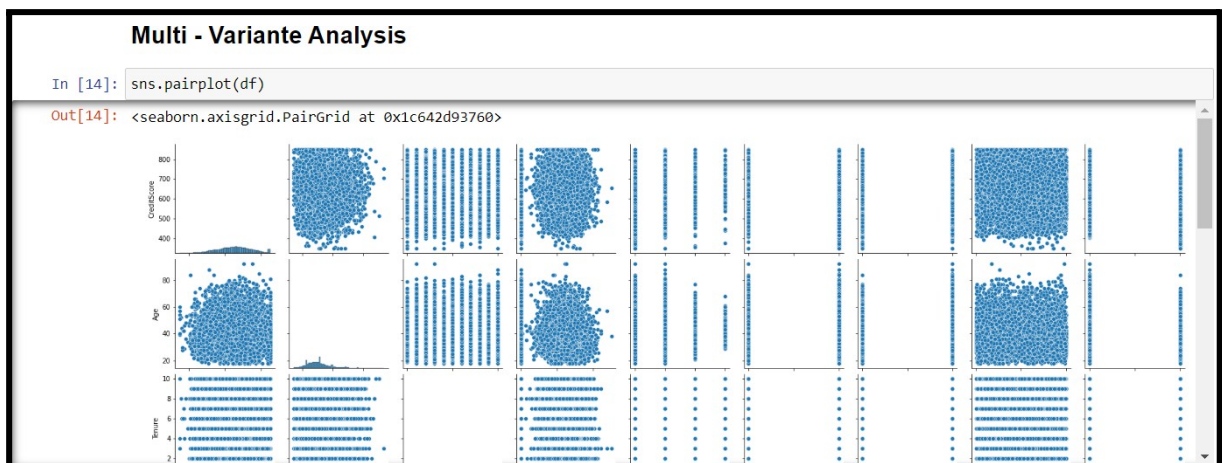 Multi - Variante Analysis
In [14]: sns.pairplot(df)
Out[14]: <seaborn.axisgrid.PairGrid at 0x1c642d93760>
800
700
600
500
400
CreditScore
80
60
40
20
Age
10
8
6
4
2
Tenure